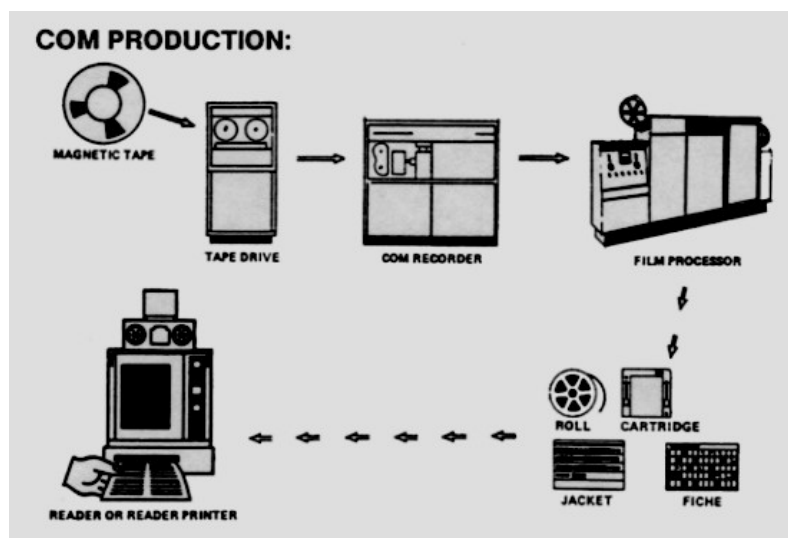 COM PRODUCTION:
MAGNETIC TAPE
TAPE DRIVE
COM RECORDER
FILM PROCESSOR
ROLL
CARTRIDGE
JACKET
FICHE
READER OR READER PRINTER